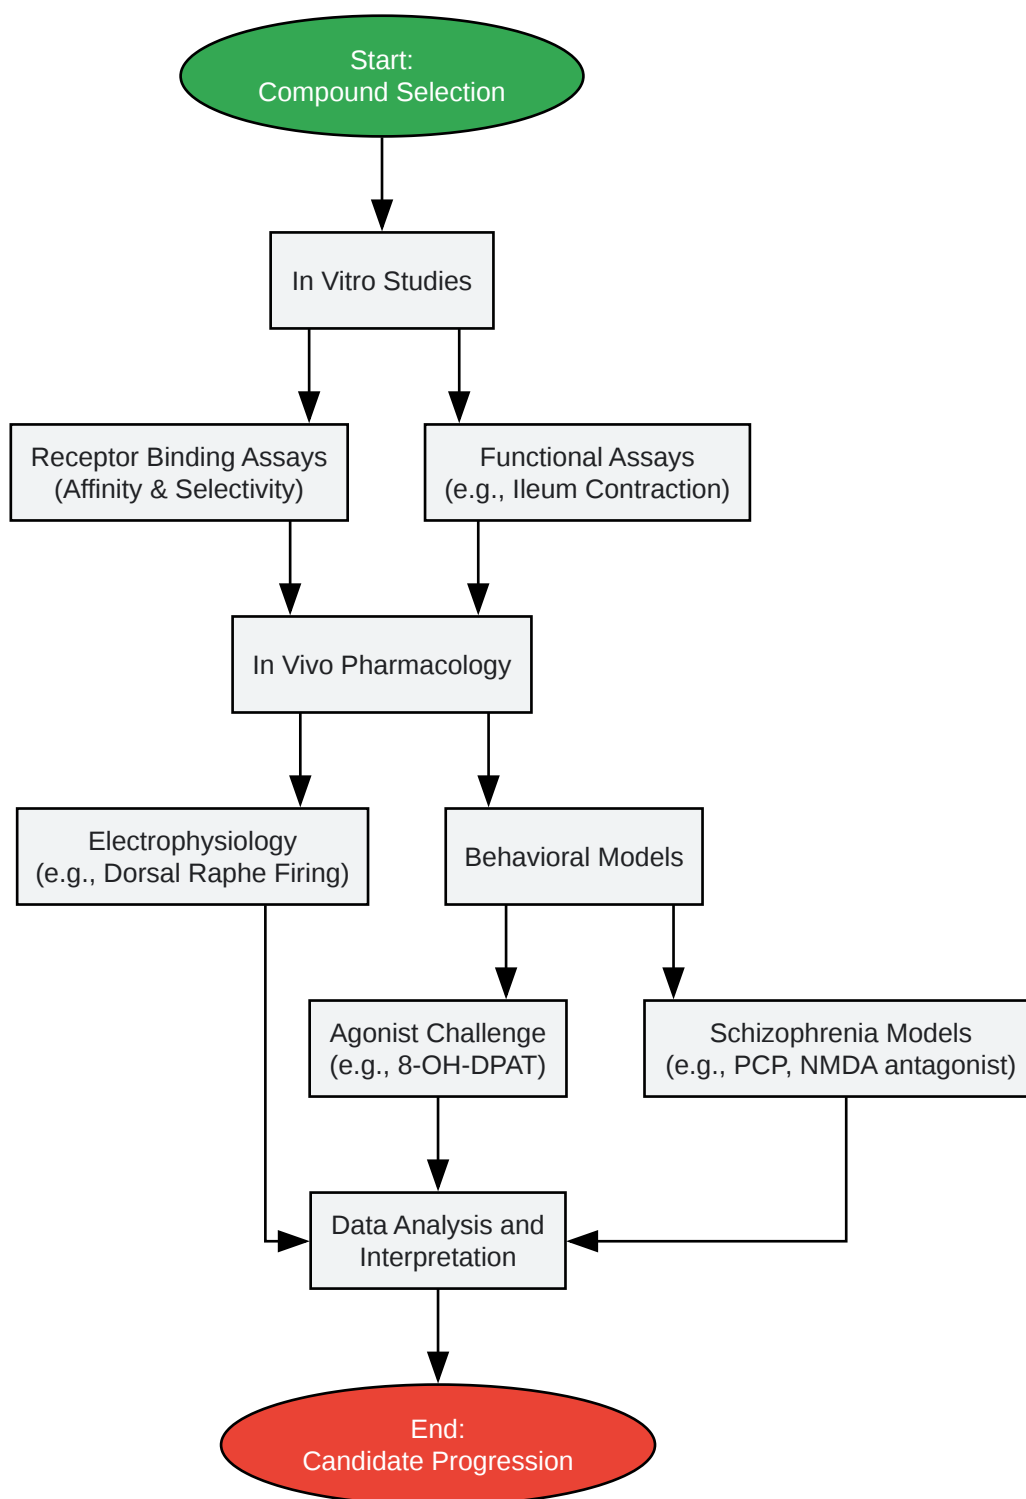 Start:
Compound Selection
In Vitro Studies
Receptor Binding Assays
(Affinity & Selectivity)
Functional Assays
(e.g., Ileum Contraction)
In Vivo Pharmacology
Electrophysiology
(e.g., Dorsal Raphe Firing)
Behavioral Models
Agonist Challenge
(e.g., 8-OH-DPAT)
Schizophrenia Models
(e.g., PCP, NMDA antagonist)
Data Analysis and
Interpretation
End:
Candidate Progression